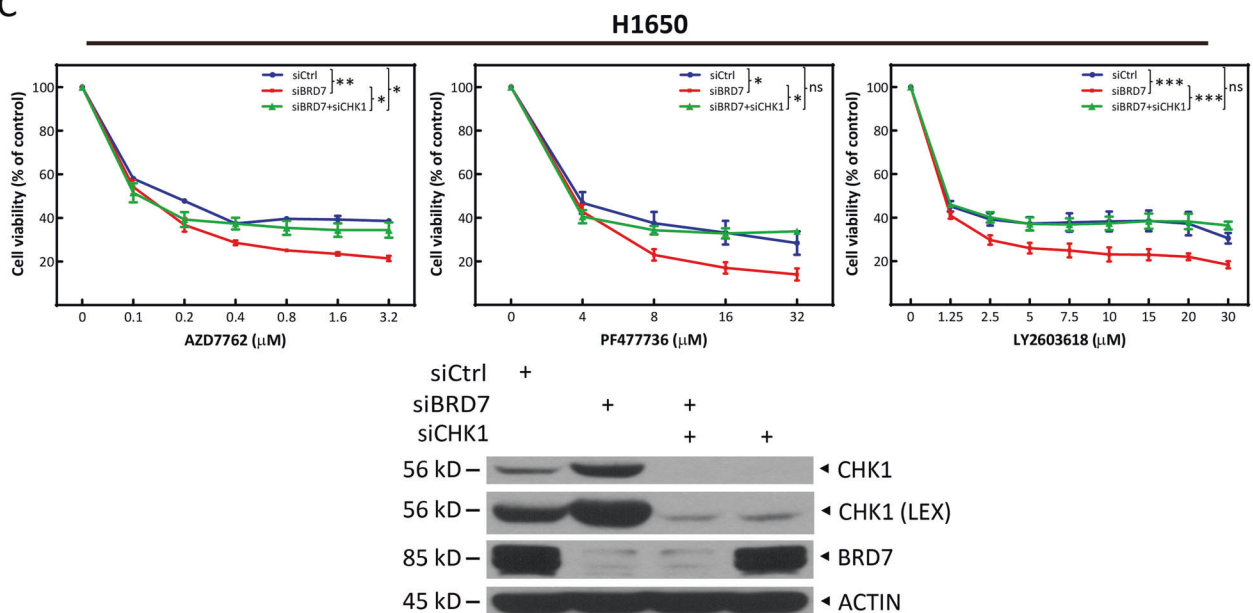 C
H1650
Cell viability (% of control)
100
80
60
40
20
siCtrl
siBRD7
siBRD7+siCHK1
**
*
*
0 0.1 0.2 0.4 0.8 1.6 3.2
AZD7762 (μM)
Cell viability (% of control)
100
80
60
40
20
siCtrl
siBRD7
siBRD7+siCHK1
*
*
ns
0 4 8 16 32
PF477736 (μM)
Cell viability (% of control)
100
80
60
40
20
siCtrl
siBRD7
siBRD7+siCHK1
***
***
ns
0 1.25 2.5 5 7.5 10 15 20 30
LY2603618 (μM)
siCtrl +
siBRD7 + +
siCHK1 + +
56 kD CHK1
56 kD CHK1 (LEX)
85 kD BRD7
45 kD ACTIN